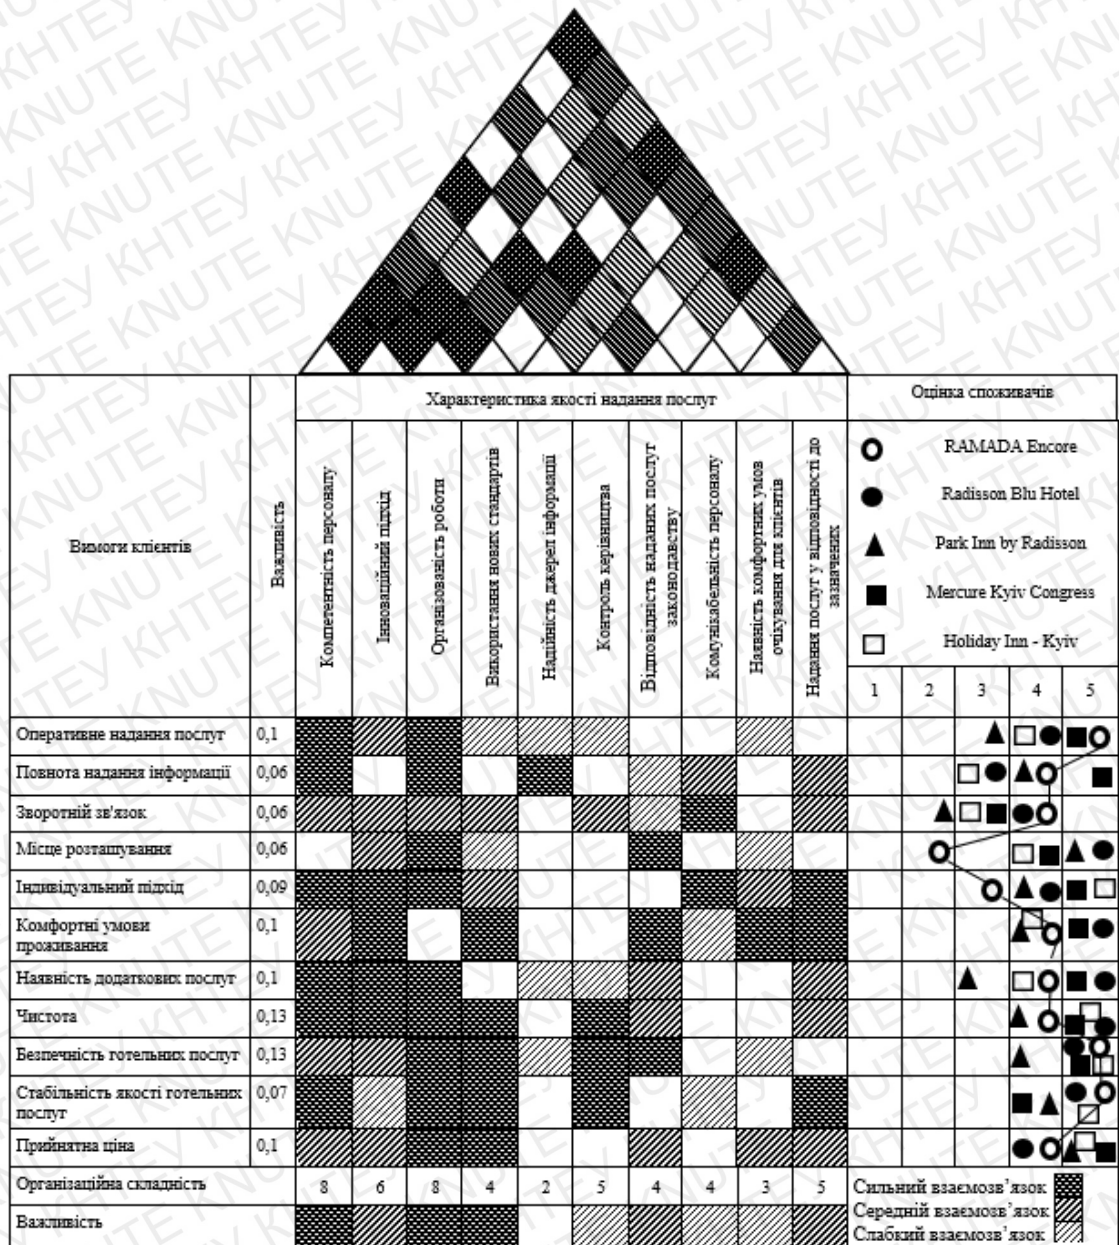 Характеристика якості надання послуг
Оцінка споживачів
Вимоги клієнтів
Важливість
Компетентність персоналу
Інноваційний підхід
Організованість роботи
Використання нових стандартів
Надійність джерел інформації
Контроль керівництва
Відповідність наданих послуг
законодавству
Комунікабельність персоналу
Наявність комфортних умов
очікування для клієнтів
Надання послуг у відповідності до
зазначених
RAMADA Encore
Radisson Blu Hotel
Park Inn by Radisson
Mercure Kyiv Congress
Holiday Inn - Kyiv
1 2 3 4 5
Оперативне надання послуг 0,1
Повнота надання інформації 0,06
Зворотній зв'язок 0,06
Місце розташування 0,06
Індивідуальний підхід 0,09
Комфортні умови
проживання 0,1
Наявність додаткових послуг 0,1
Чистота 0,13
Безпечність готельних послуг 0,13
Стабільність якості готельних
послуг 0,07
Прийнятна ціна 0,1
Організаційна складність 8 6 8 4 2 5 4 4 3 5
Важливість
Сильний взаємозв’язок
Середній взаємозв’язок
Слабкий взаємозв’язок
KNUTE КНТЕУ